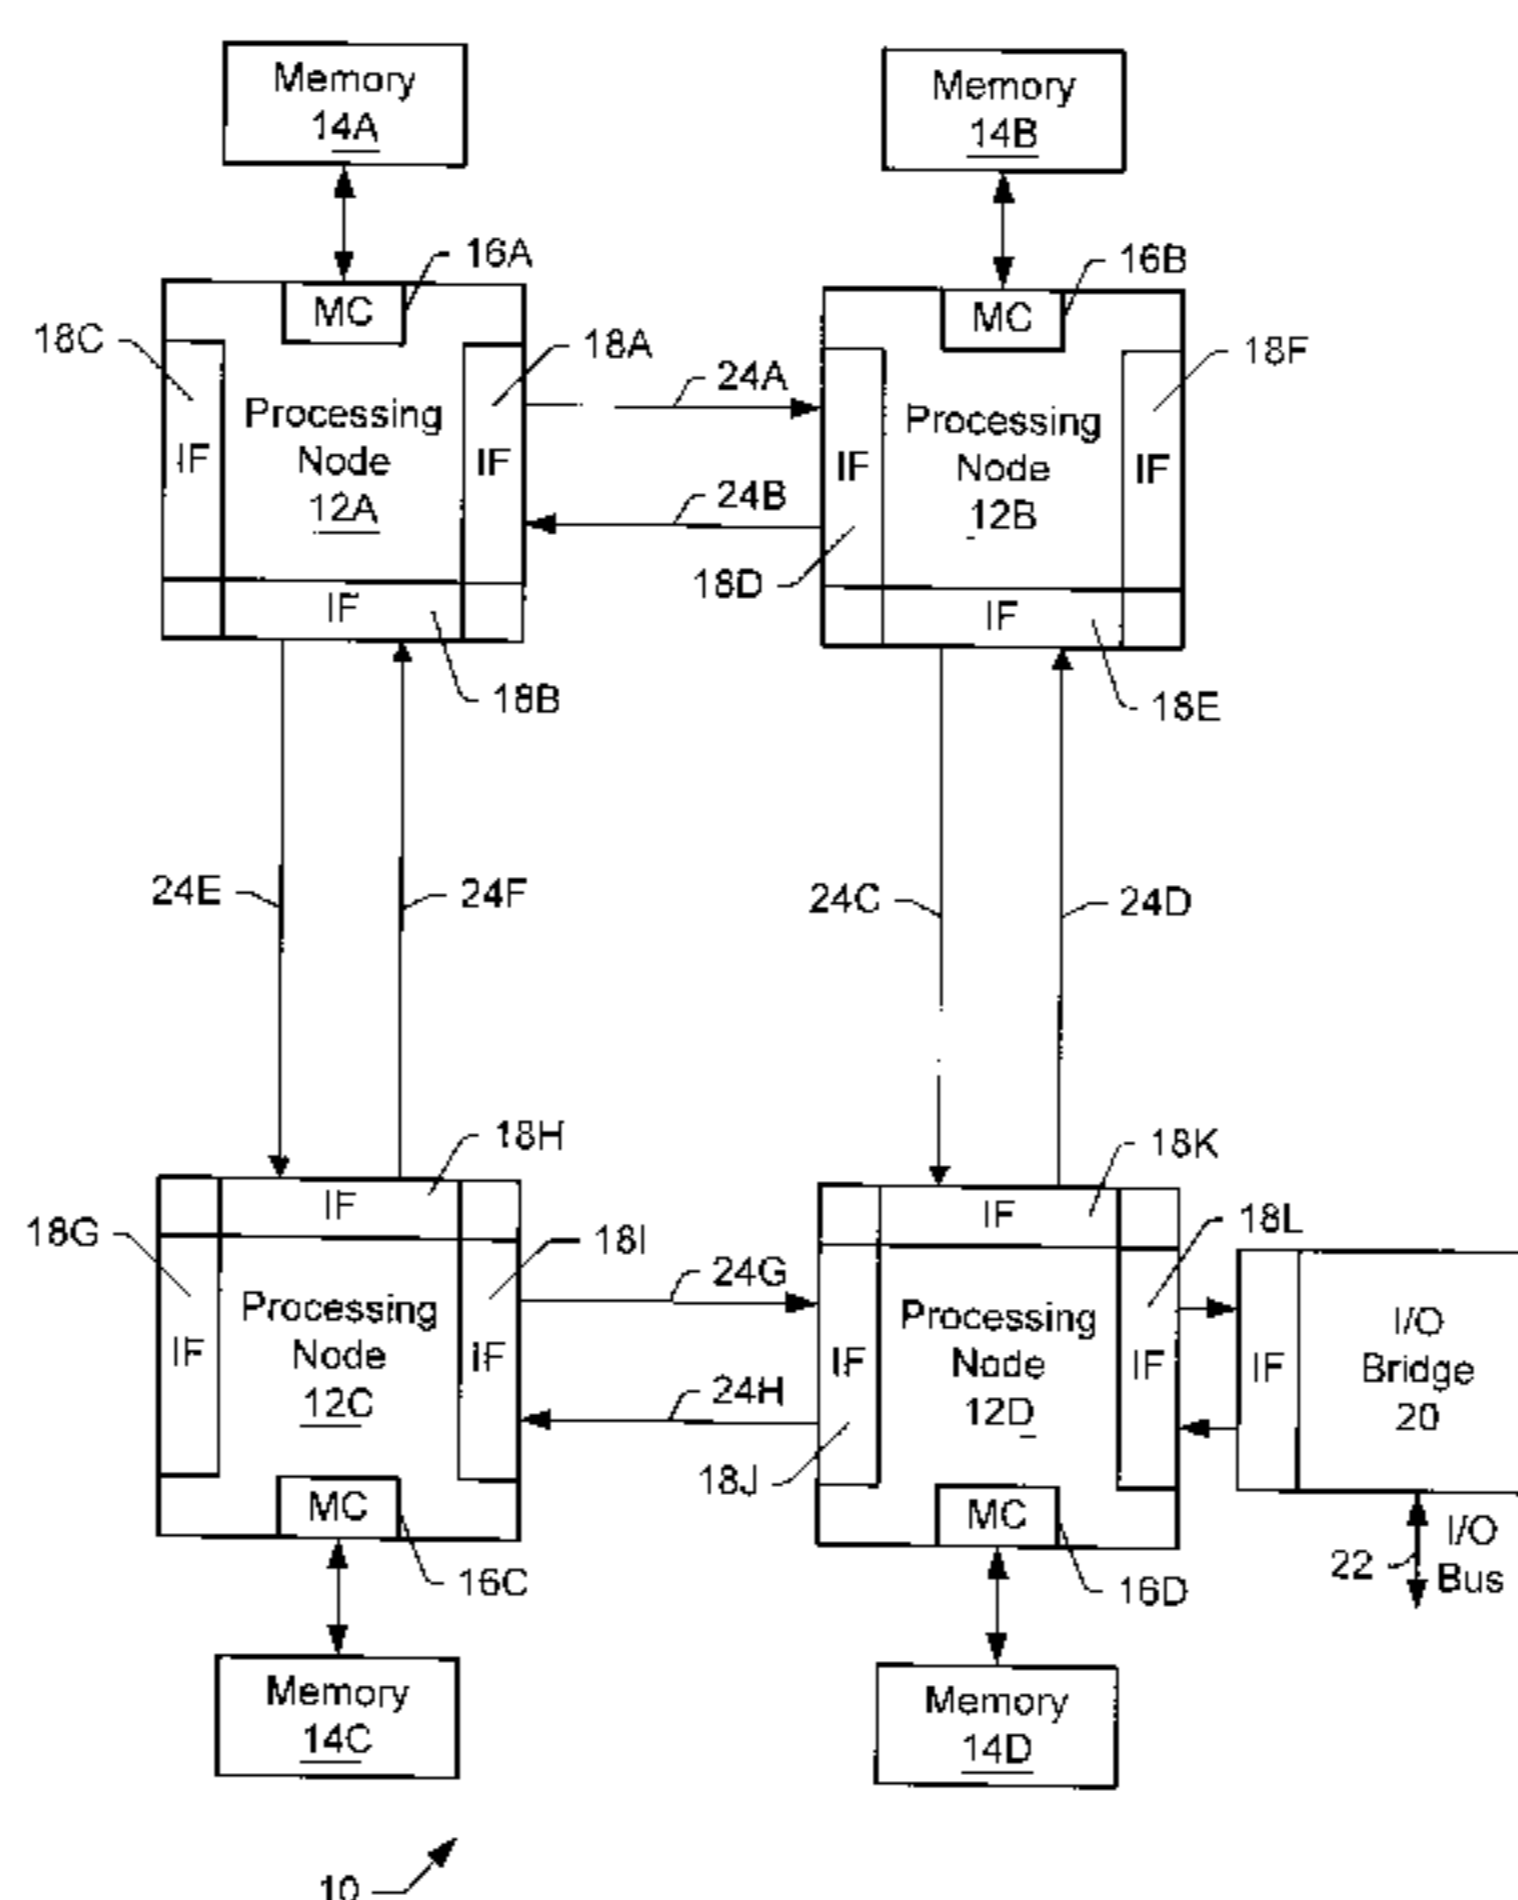 Memory
14A
Memory
14B
16A
16B
MC
MC
18C
18A
18F
24A
Processing
Node
12A
Processing
Node
12B
IF
IF
IF
IF
24B
18D
IF
IF
18B
18E
24E
24F
24C
24D
18H
18K
IF
IF
18G
18I
18L
24G
Processing
Node
12C
Processing
Node
12D
I/O
Bridge
20
IF
IF
IF
IF
IF
24H
18J
MC
MC
16C
16D
22
I/O
Bus
Memory
14C
Memory
14D
10